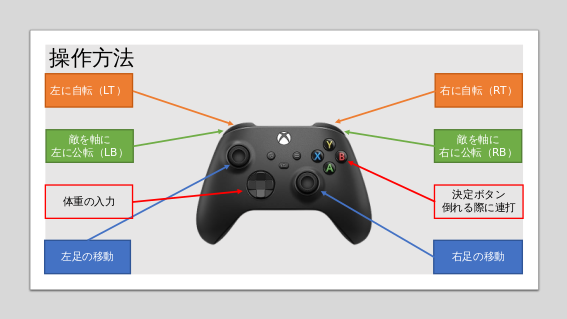 操作方法
左に自転（LT）
右に自転（RT）
敵を軸に
左に公転（LB）
敵を軸に
右に公転（RB）
体重の入力
決定ボタン
倒れる際に連打
左足の移動
右足の移動
Y
X
B
A